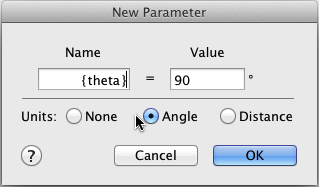 New Parameter
Name Value
{theta} = 90 °
Units: None Angle Distance
? Cancel OK